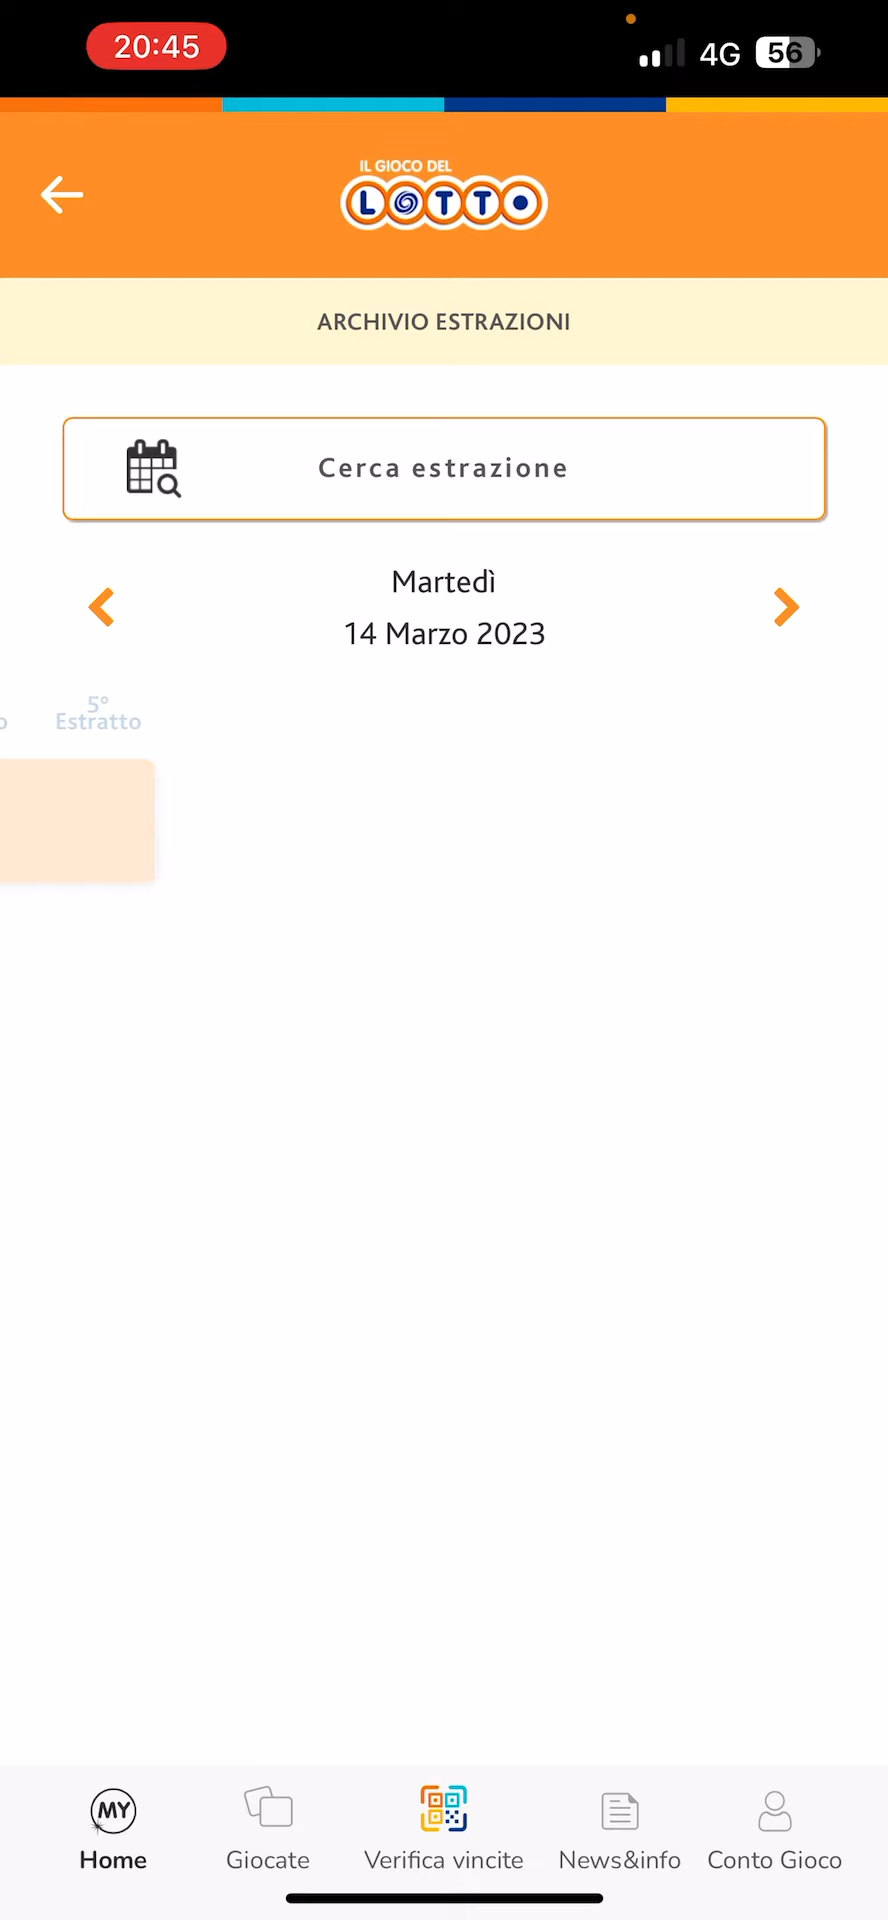 20:45
4G 56
IL GIOCO DEL
LOTTO
ARCHIVIO ESTRAZIONI
Cerca estrazione
Martedì
14 Marzo 2023
o 5°
Estratto
MY
Home Giocate Verifica vincite News&info Conto Gioco